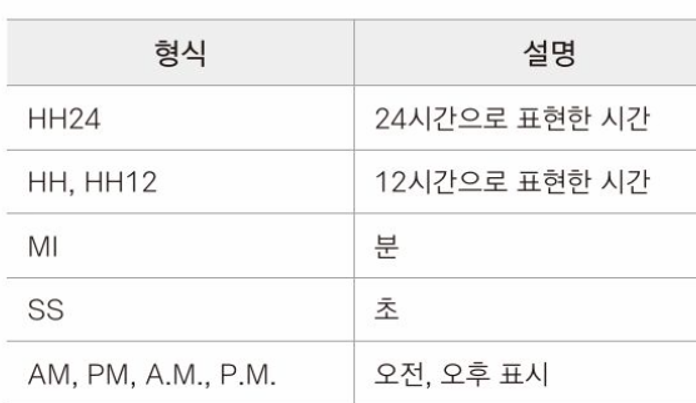 형식 설명
HH24 24시간으로 표현한 시간
HH, HH12 12시간으로 표현한 시간
MI 분
SS 초
AM, PM, A.M., P.M. 오전, 오후 표시